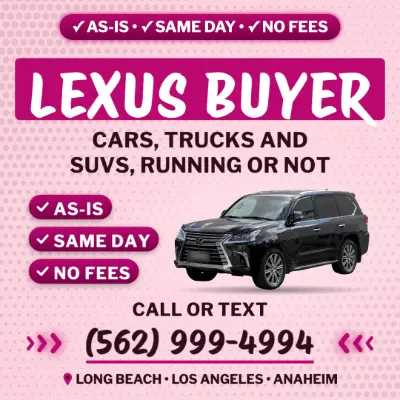 ✓ AS-IS • ✓ SAME DAY • ✓ NO FEES
LEXUS BUYER
CARS, TRUCKS AND
SUVS, RUNNING OR NOT
✓ AS-IS
✓ SAME DAY
✓ NO FEES
CALL OR TEXT
(562) 999-4994
LONG BEACH • LOS ANGELES • ANAHEIM